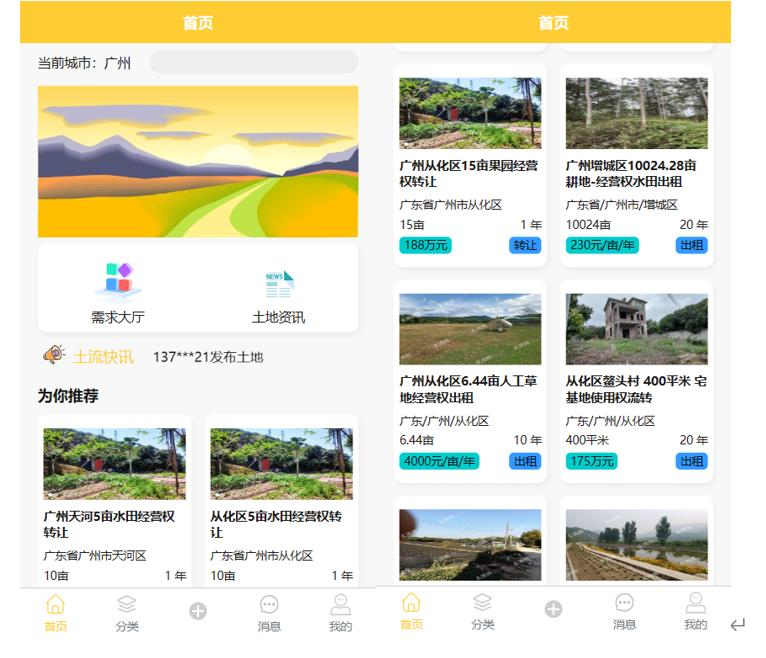 首页
当前城市：广州
NEWS
需求大厅
土地资讯
土流快讯
137***21发布土地
为你推荐
广州天河5亩水田经营权
转让
广东省广州市天河区
10亩
1 年
从化区5亩水田经营权转
让
广东省广州市从化区
10亩
1 年
首页
分类
消息
我的
首页
广州从化区15亩果园经营
权转让
广东省广州市从化区
15亩
1 年
188万元
转让
广州增城区10024.28亩
耕地-经营权水田出租
广东省/广州市/增城区
10024亩
20 年
230元/亩/年
出租
广州从化区6.44亩人工草
地经营权出租
广东/广州/从化区
6.44亩
10 年
4000元/亩/年
出租
从化区鳌头村 400平米 宅
基地使用权流转
广东/广州/从化区
400平米
20 年
175万元
出租
首页
分类
消息
我的